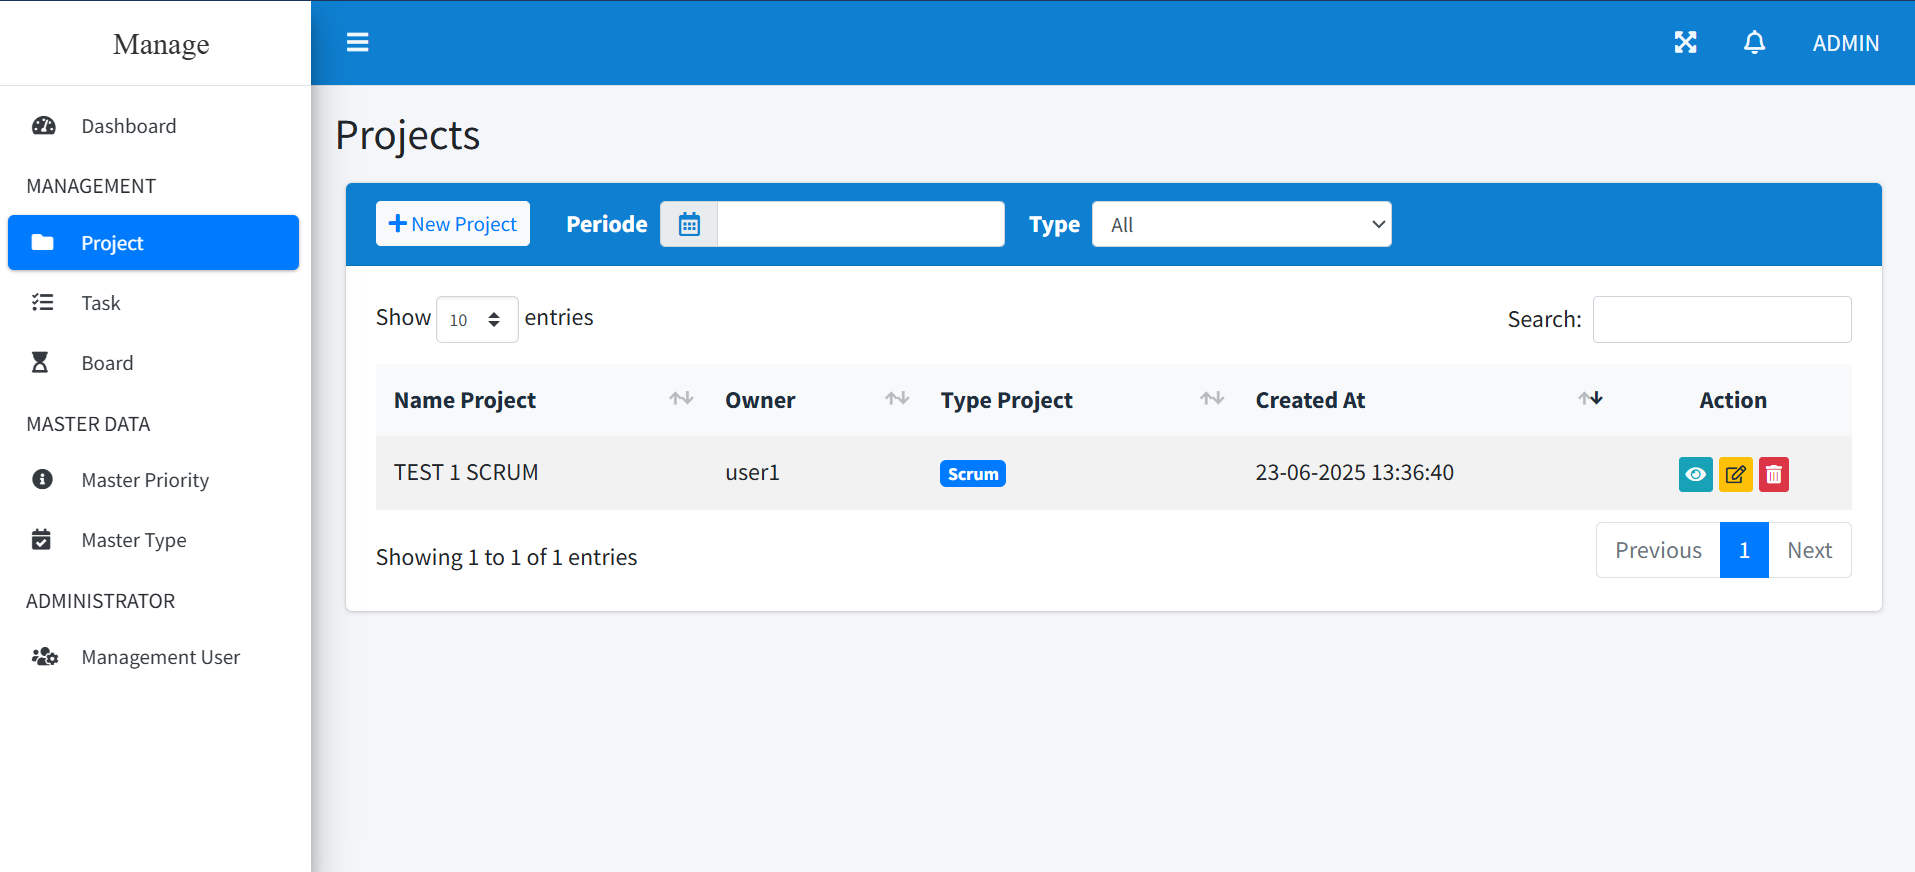 Manage
ADMIN
Dashboard
MANAGEMENT
Project
Task
Board
MASTER DATA
Master Priority
Master Type
ADMINISTRATOR
Management User
Projects
New Project Periode Type All
Show 10 entries Search:
Name Project Owner Type Project Created At Action
TEST 1 SCRUM user1 Scrum 23-06-2025 13:36:40
Showing 1 to 1 of 1 entries Previous 1 Next